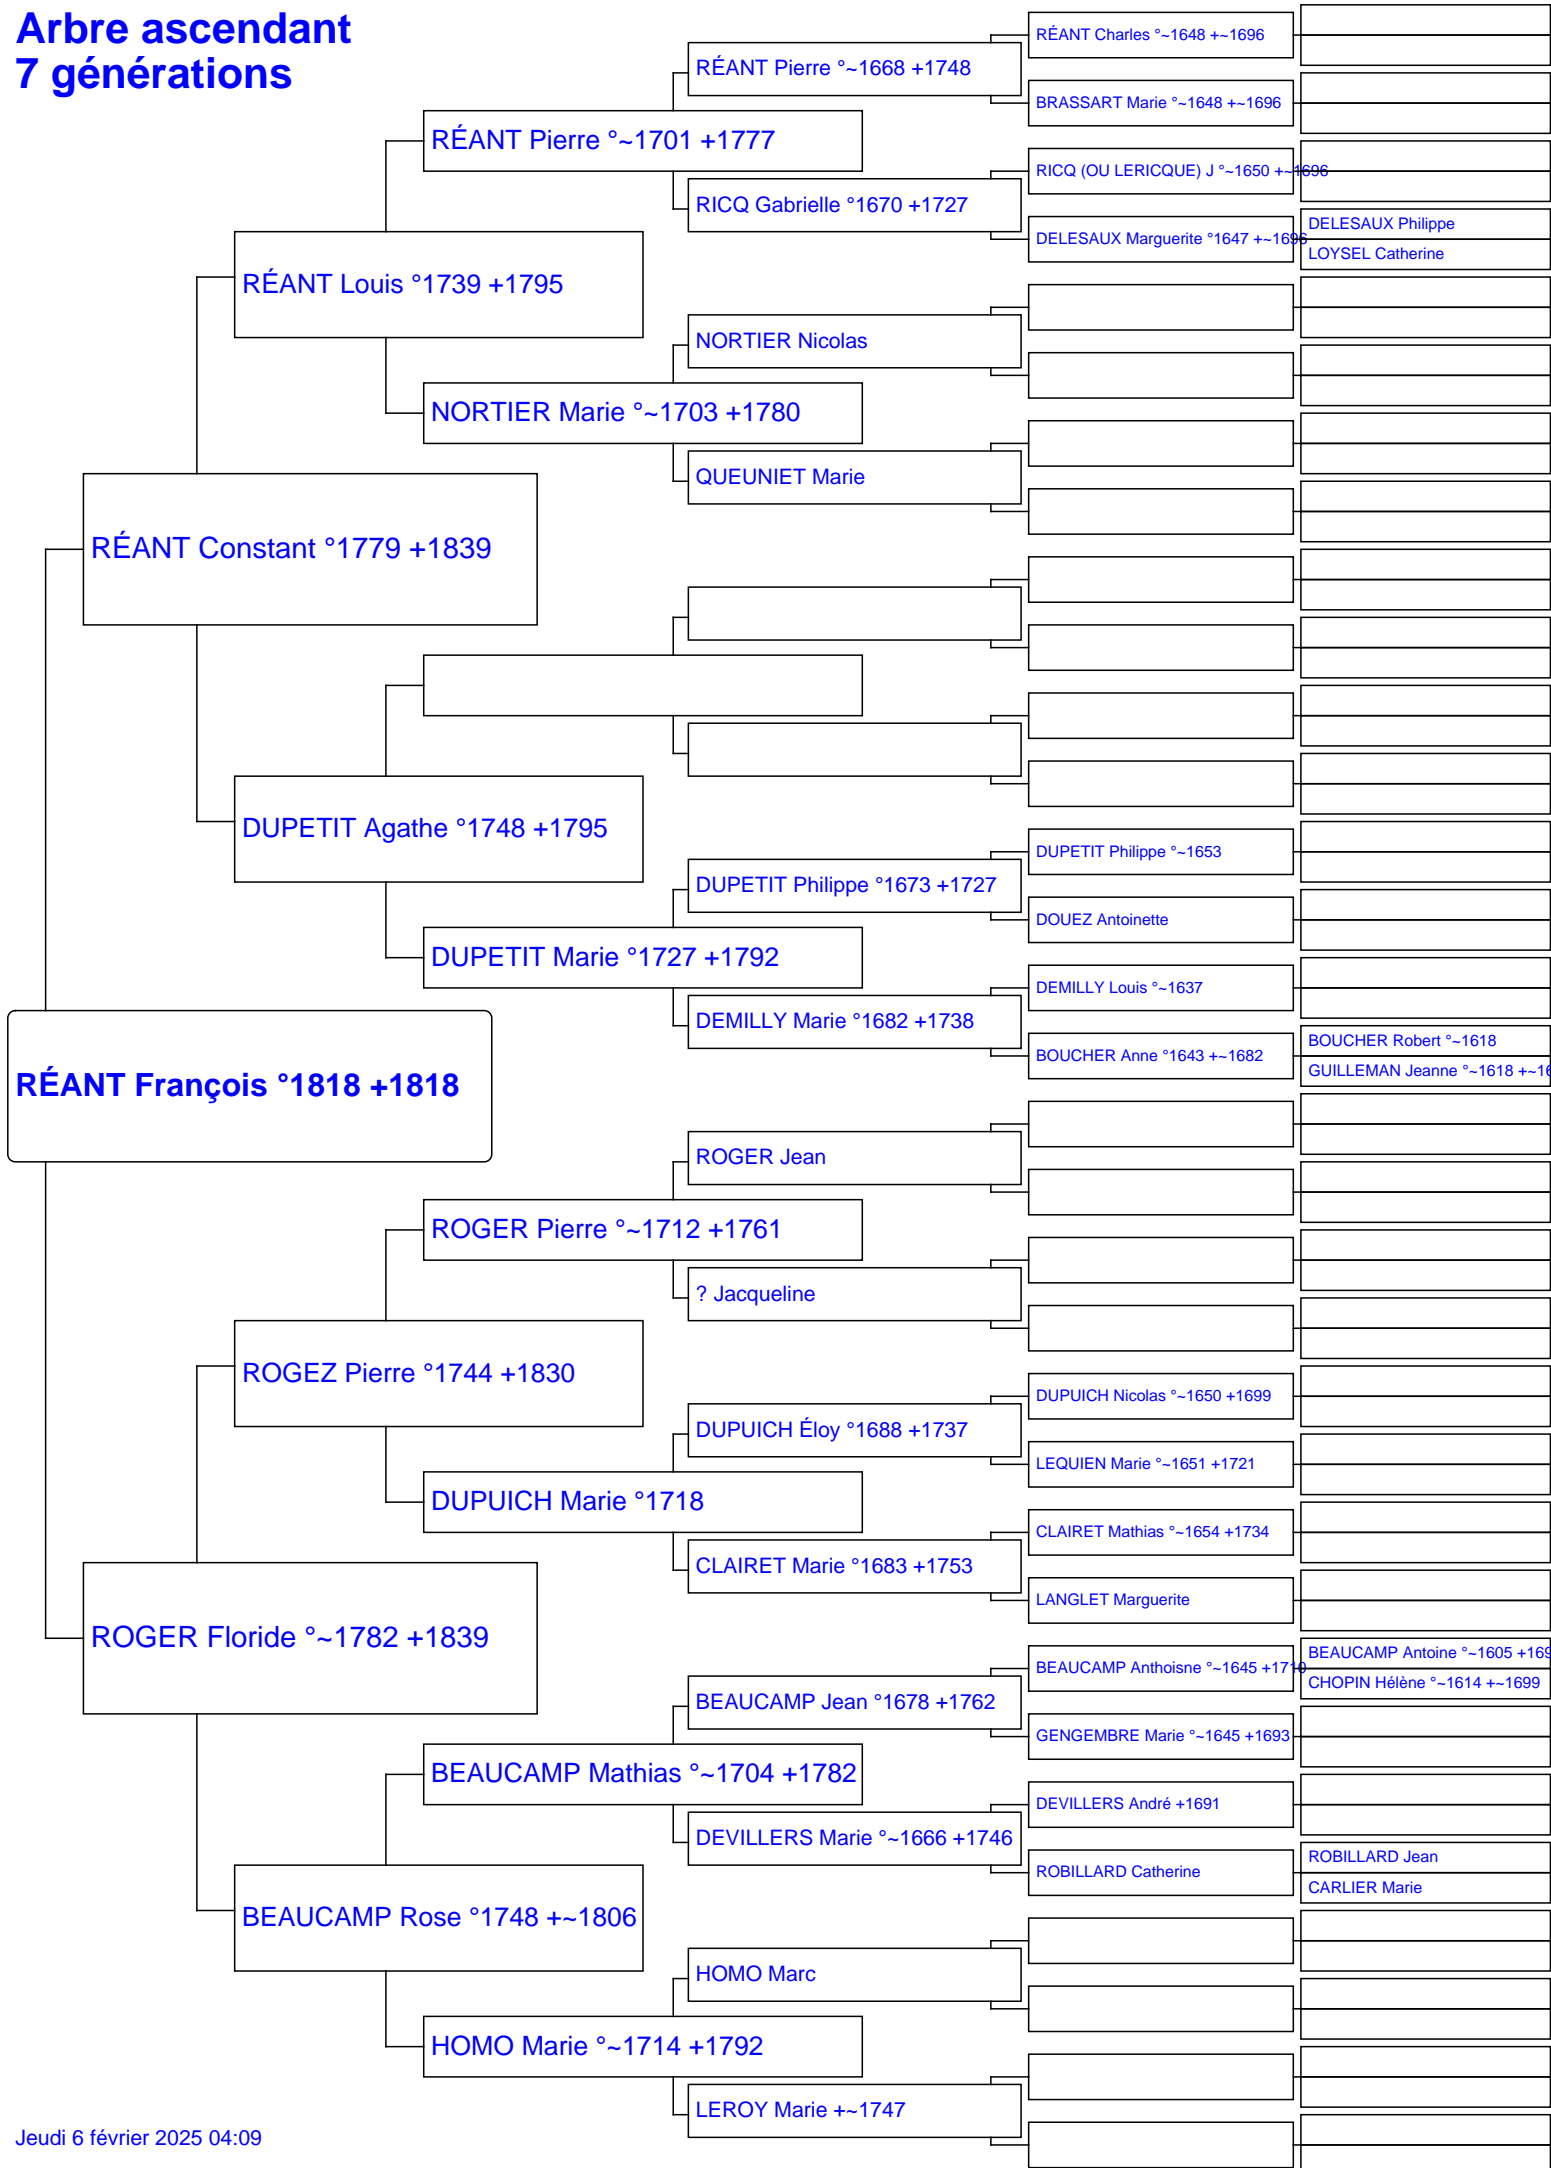 Arbre ascendant
7 générations
RÉANT Charles °~1648 +~1696
RÉANT Pierre °~1668 +1748
BRASSART Marie °~1648 +~1696
RÉANT Pierre °~1701 +1777
RICQ (OU LERICQUE) J °~1650 +~1696
RICQ Gabrielle °1670 +1727
DELESAUX Philippe
DELESAUX Marguerite °1647 +~1696
LOYSEL Catherine
RÉANT Louis °1739 +1795
NORTIER Nicolas
NORTIER Marie °~1703 +1780
QUEUNIET Marie
RÉANT Constant °1779 +1839
DUPETIT Agathe °1748 +1795
DUPETIT Philippe °~1653
DUPETIT Philippe °1673 +1727
DOUEZ Antoinette
DUPETIT Marie °1727 +1792
DEMILLY Louis °~1637
DEMILLY Marie °1682 +1738
BOUCHER Robert °~1618
BOUCHER Anne °1643 +~1682
GUILLEMAN Jeanne °~1618 +~16
RÉANT François °1818 +1818
ROGER Jean
ROGER Pierre °~1712 +1761
? Jacqueline
ROGEZ Pierre °1744 +1830
DUPUICH Nicolas °~1650 +1699
DUPUICH Éloy °1688 +1737
LEQUIEN Marie °~1651 +1721
DUPUICH Marie °1718
CLAIRET Mathias °~1654 +1734
CLAIRET Marie °1683 +1753
LANGLET Marguerite
ROGER Floride °~1782 +1839
BEAUCAMP Antoine °~1605 +169
BEAUCAMP Anthoisne °~1645 +1710
CHOPIN Hélène °~1614 +~1699
BEAUCAMP Jean °1678 +1762
GENGEMBRE Marie °~1645 +1693
BEAUCAMP Mathias °~1704 +1782
DEVILLERS André +1691
DEVILLERS Marie °~1666 +1746
ROBILLARD Jean
ROBILLARD Catherine
CARLIER Marie
BEAUCAMP Rose °1748 +~1806
HOMO Marc
HOMO Marie °~1714 +1792
LEROY Marie +~1747
Jeudi 6 février 2025 04:09